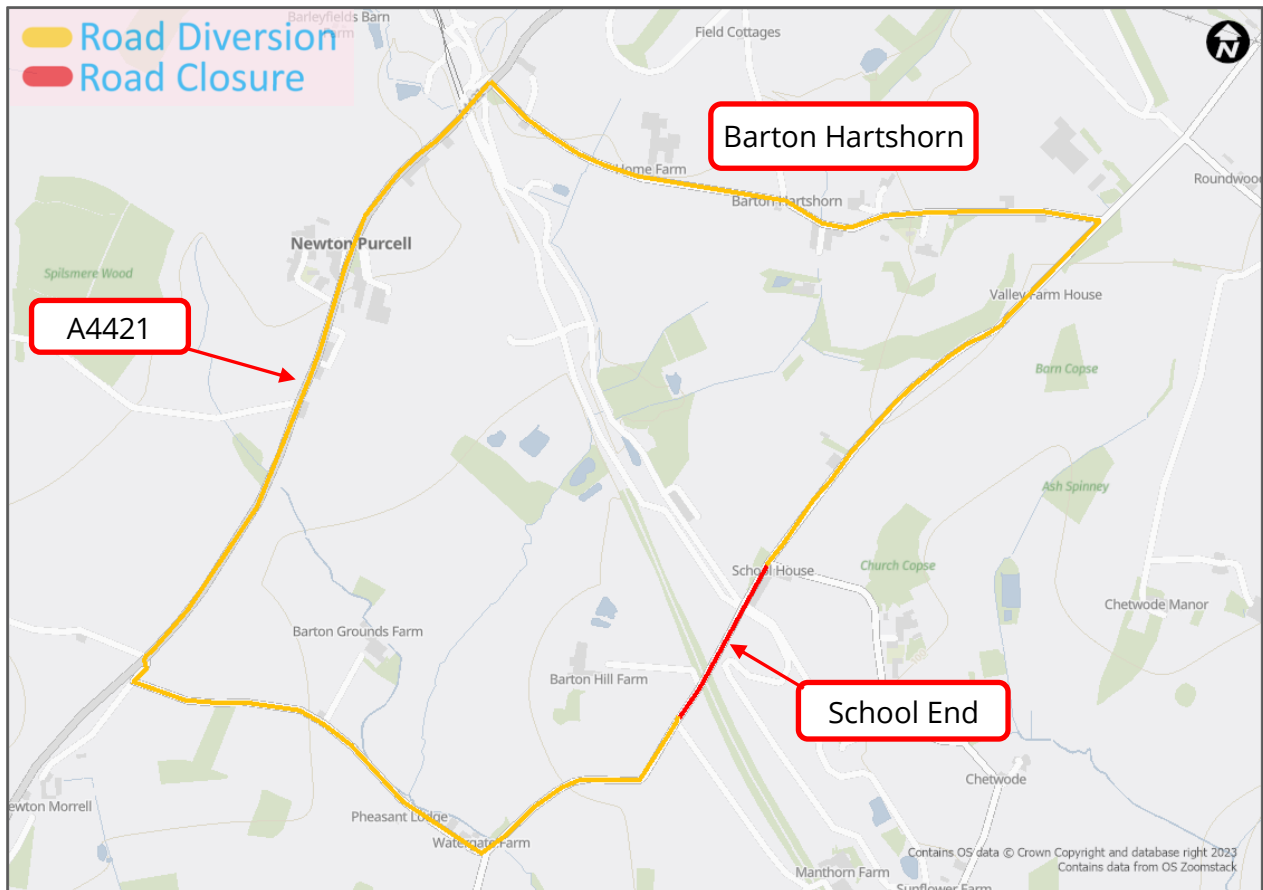 Barleyfields Barn
Farm
Road Diversion
Road Closure
Field Cottages
N
Barton Hartshorn
Home Farm
Roundwood
Barton Hartshorn
Newton Purcell
Spilsmere Wood
Valley Farm House
A4421
Barn Copse
Ash Spinney
School House
Church Copse
Chetwode Manor
Barton Grounds Farm
Barton Hill Farm
School End
Chetwode
ewton Morrell
Pheasant Lodge
Watergate Farm
Contains OS data © Crown Copyright and database right 2023
Contains data from OS Zoomstack
Manthorn Farm
Sunflower Farm